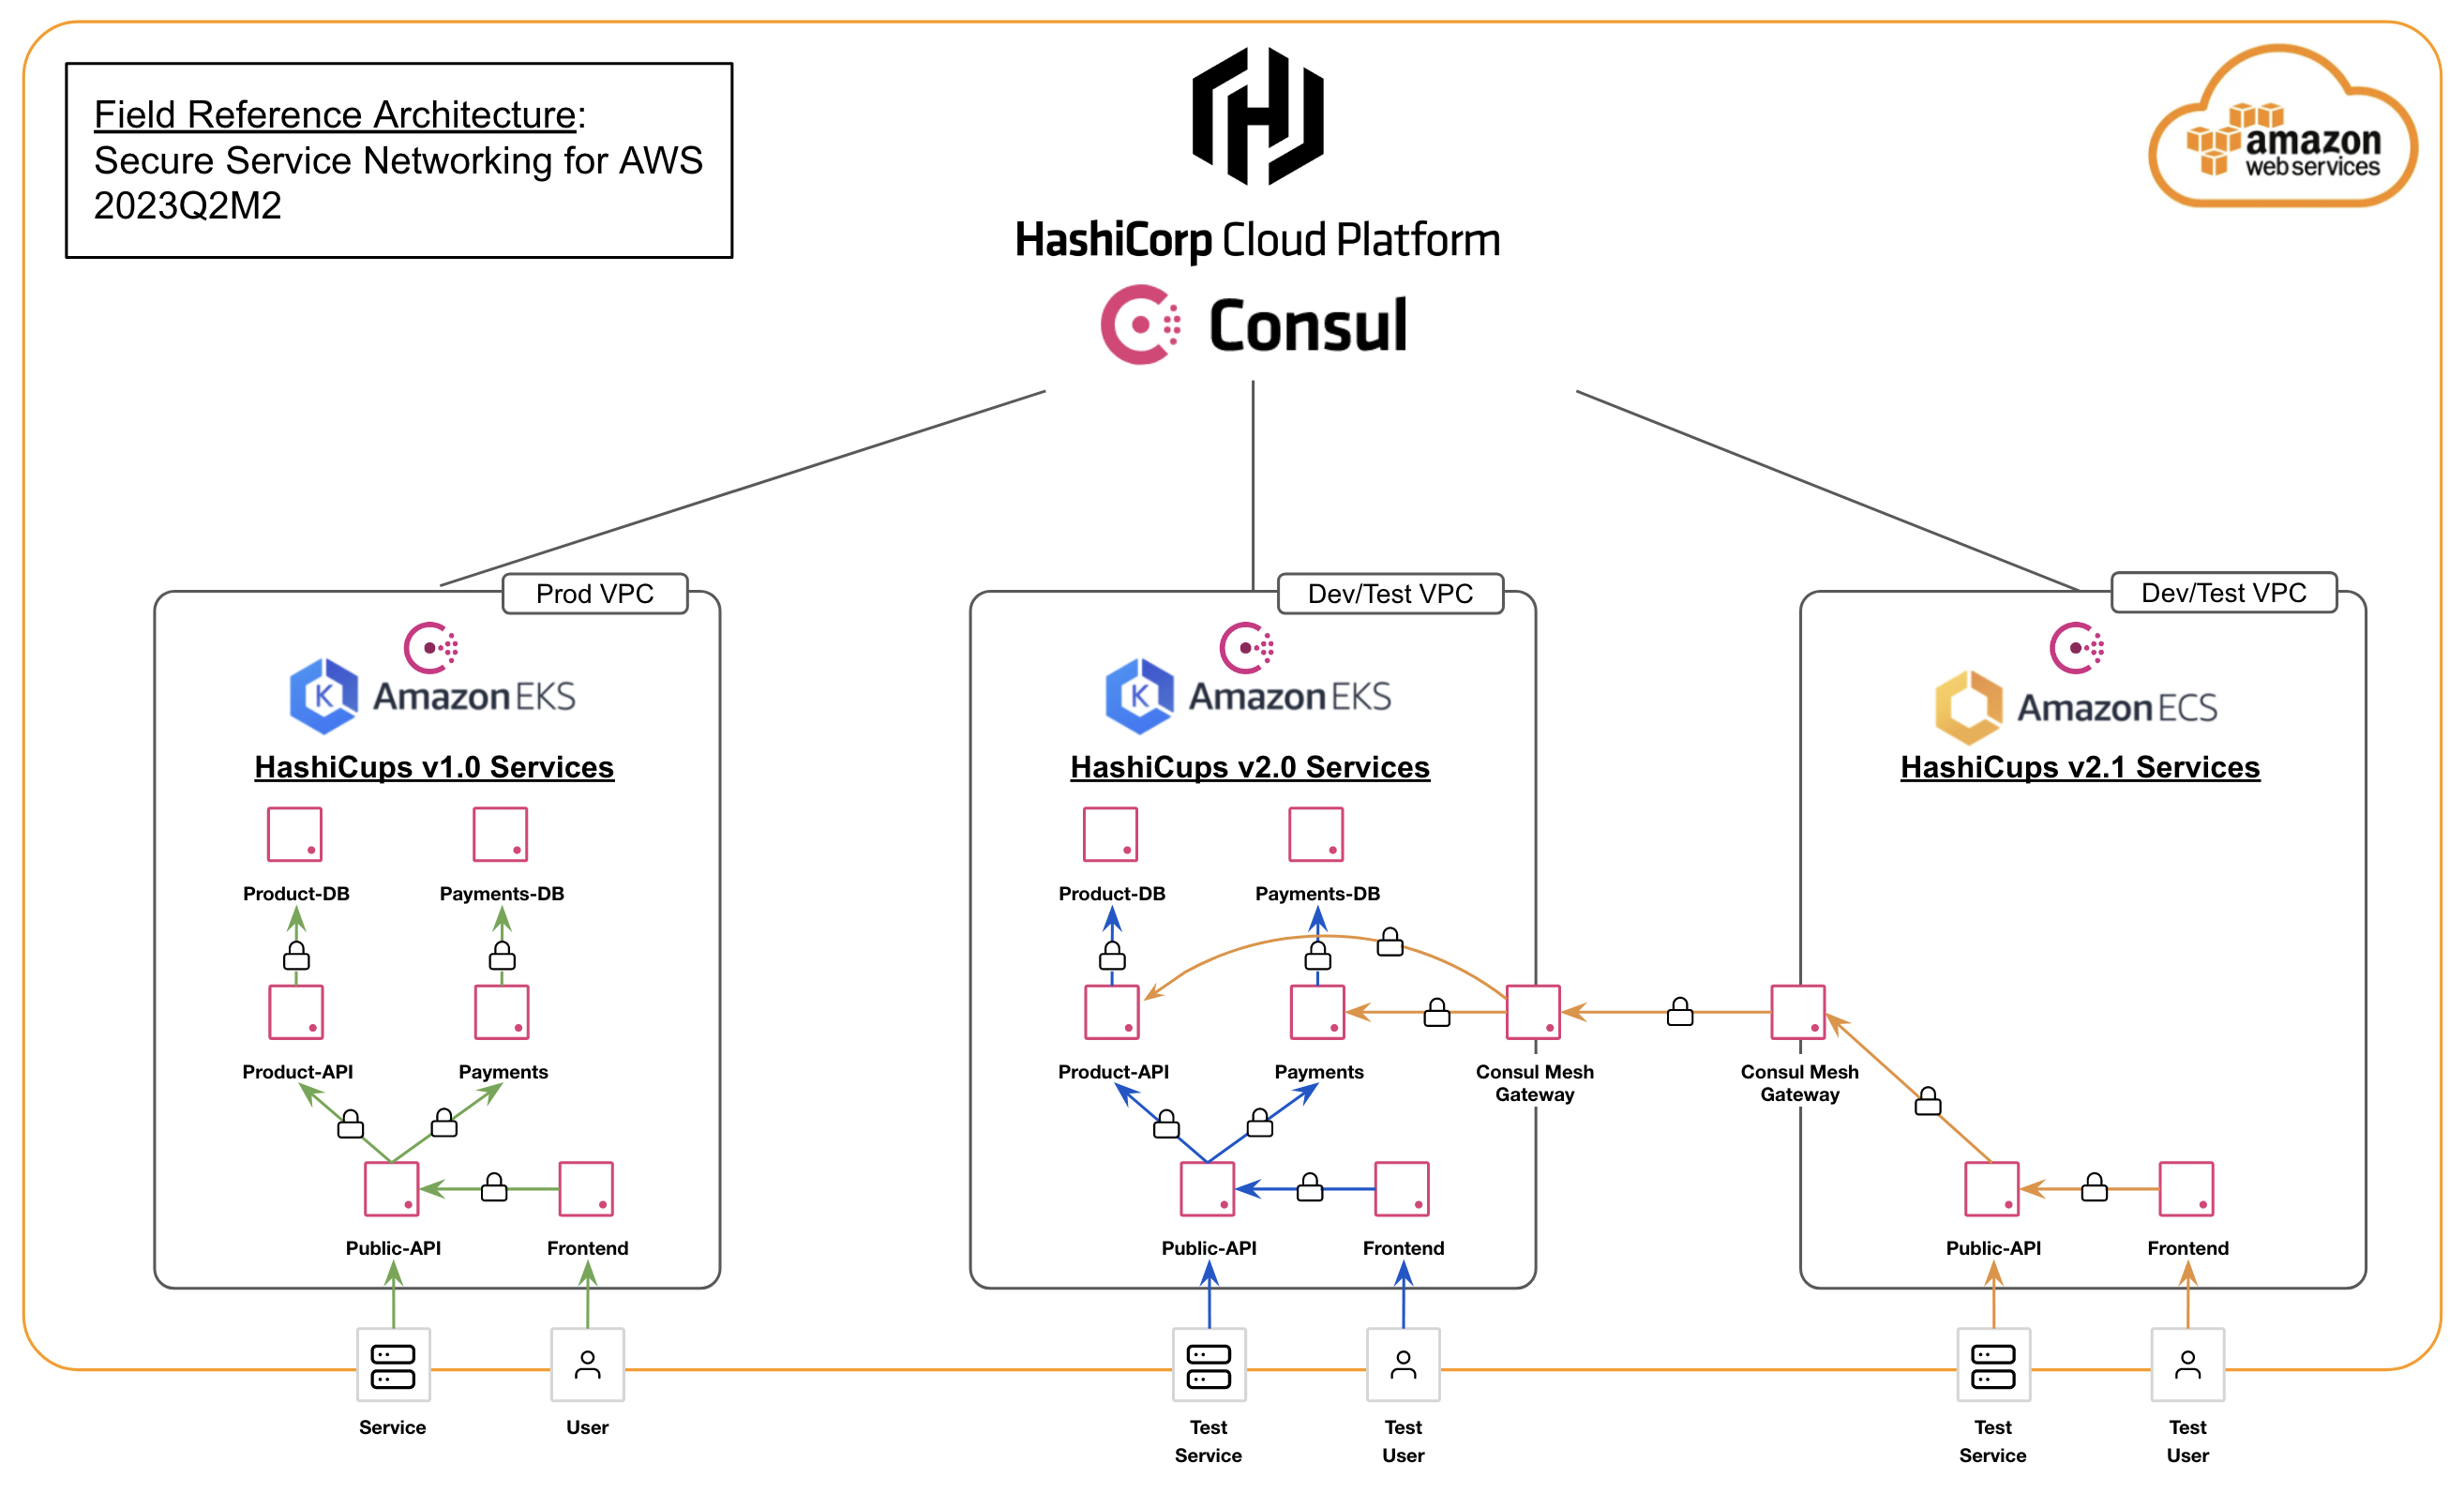 Field Reference Architecture:
Secure Service Networking for AWS
2023Q2M2
HashiCorp Cloud Platform
Consul
amazon
web services
Prod VPC
Amazon EKS
HashiCups v1.0 Services
Product-DB
Payments-DB
Product-API
Payments
Public-API
Frontend
Service
User
Dev/Test VPC
Amazon EKS
HashiCups v2.0 Services
Product-DB
Payments-DB
Product-API
Payments
Consul Mesh
Gateway
Public-API
Frontend
Test
Service
Test
User
Dev/Test VPC
Amazon ECS
HashiCups v2.1 Services
Consul Mesh
Gateway
Public-API
Frontend
Test
Service
Test
User